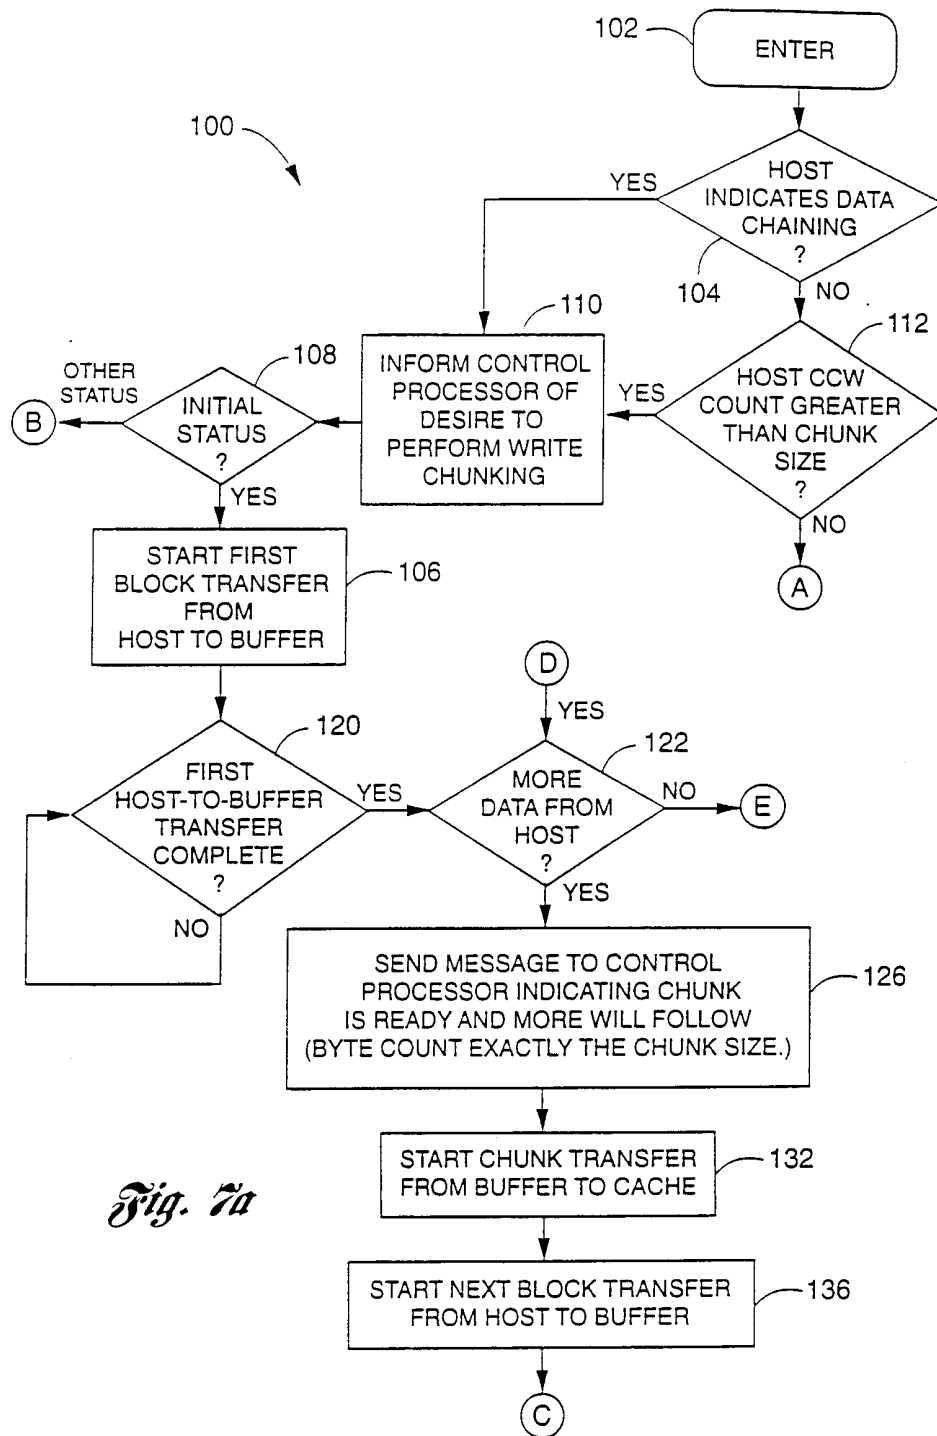 102
ENTER
100
YES
HOST
INDICATES DATA
CHAINING
?
104
NO
110
112
108
OTHER
STATUS
B
INITIAL
STATUS
?
INFORM CONTROL
PROCESSOR OF
DESIRE TO
PERFORM WRITE
CHUNKING
YES
HOST CCW
COUNT GREATER
THAN CHUNK
SIZE
?
YES
NO
START FIRST
BLOCK TRANSFER
FROM
HOST TO BUFFER
106
A
D
YES
120
122
FIRST
HOST-TO-BUFFER
TRANSFER
COMPLETE
?
YES
MORE
DATA FROM
HOST
?
NO
E
NO
YES
SEND MESSAGE TO CONTROL
PROCESSOR INDICATING CHUNK
IS READY AND MORE WILL FOLLOW
(BYTE COUNT EXACTLY THE CHUNK SIZE.)
126
START CHUNK TRANSFER
FROM BUFFER TO CACHE
132
Fig. 7a
START NEXT BLOCK TRANSFER
FROM HOST TO BUFFER
136
C